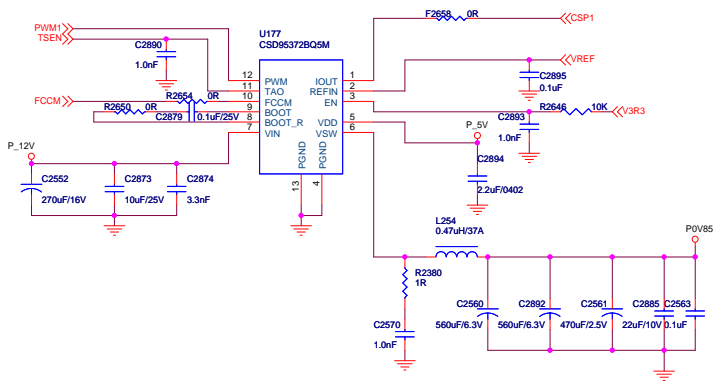 F2658 0R
CSP1
PWM1
TSEN
U177
CSD95372BQ5M
C2890
1.0nF
12 PWM IOUT 1
11 TAO REFIN 2
10 FCCM EN 3
9 BOOT
8 BOOT_R VDD 5
7 VIN VSW 6
PGND PGND
13 4
VREF
C2895
0.1uF
FCCM
R2654 0R
R2650 0R
C2879 0.1uF/25V
R2646 10K
V3R3
C2893
1.0nF
P_12V
P_5V
C2894
2.2uF/0402
C2552
270uF/16V
C2873
10uF/25V
C2874
3.3nF
L254
0.47uH/37A
P0V85
R2380
1R
C2570
1.0nF
C2560
560uF/6.3V
C2892
560uF/6.3V
C2561
470uF/2.5V
C2885
22uF/10V
C2563
0.1uF